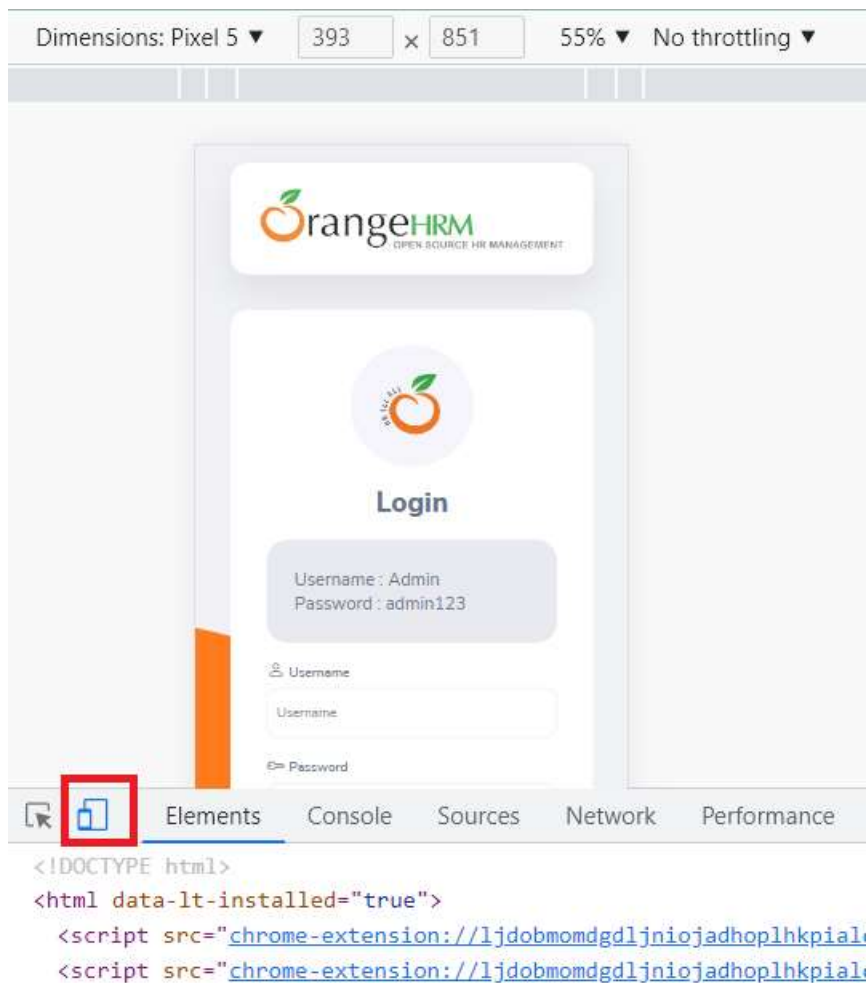 Dimensions: Pixel 5 ▼ 393 × 851 55% ▼ No throttling ▼
OrangeHRM
OPEN SOURCE HR MANAGEMENT
Login
Username : Admin
Password : admin123
Username
Username
Password
Elements Console Sources Network Performance
<!DOCTYPE html>
<html data-lt-installed="true">
<script src="chrome-extension://ljdobmomdgdljniojadhoplhkpial
<script src="chrome-extension://ljdobmomdgdljniojadhoplhkpial